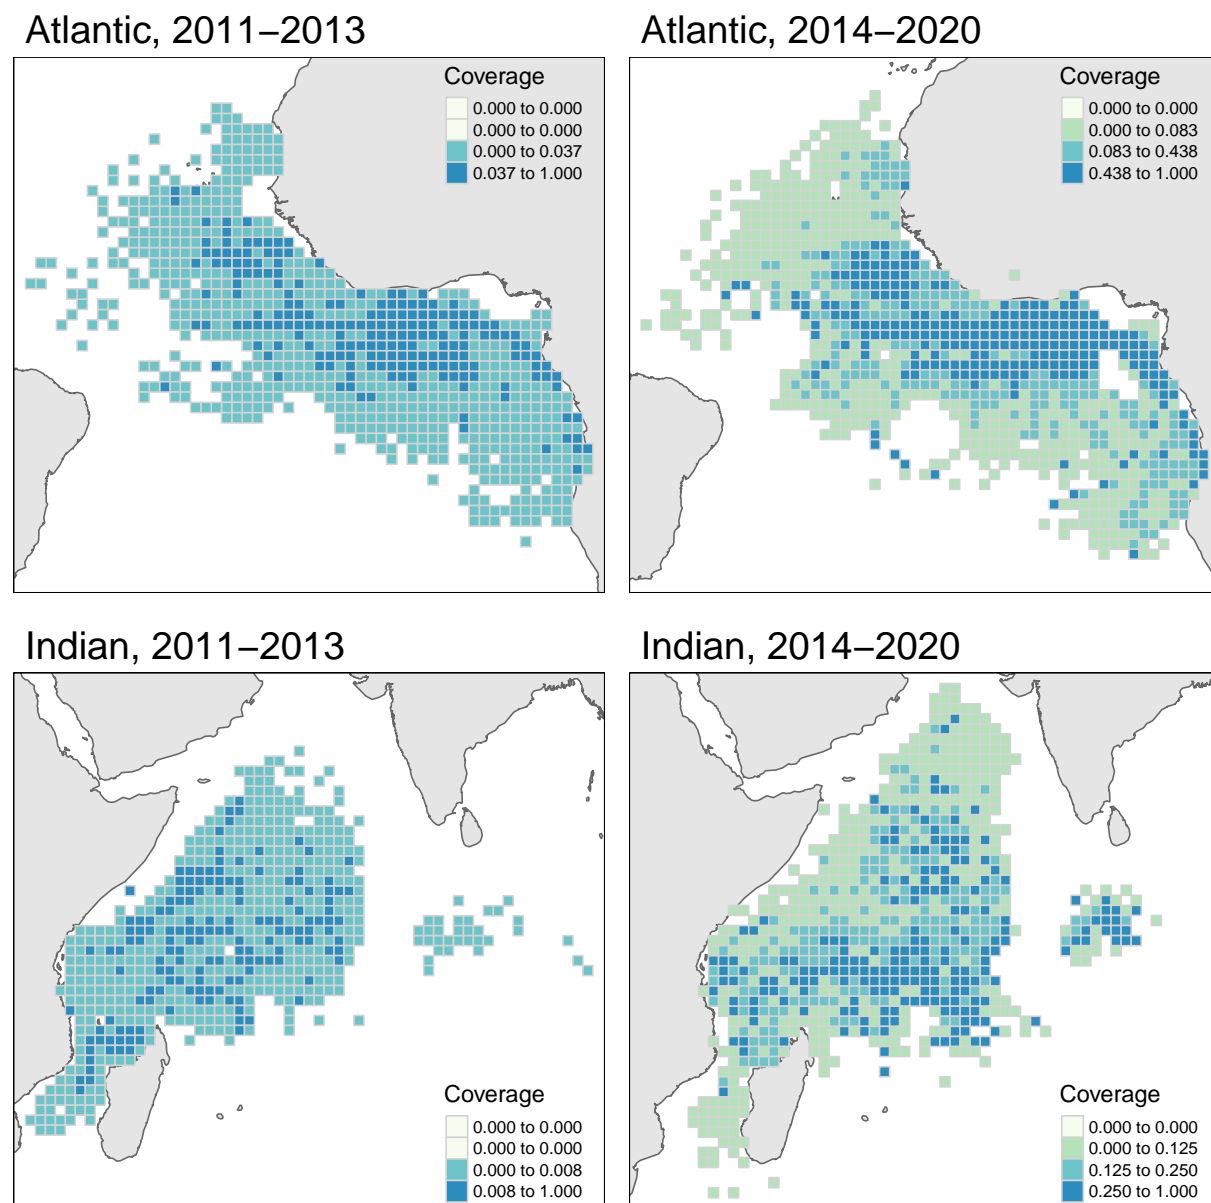 Atlantic, 2011–2013
Coverage
0.000 to 0.000
0.000 to 0.000
0.000 to 0.037
0.037 to 1.000
Atlantic, 2014–2020
Coverage
0.000 to 0.000
0.000 to 0.083
0.083 to 0.438
0.438 to 1.000
Indian, 2011–2013
Coverage
0.000 to 0.000
0.000 to 0.000
0.000 to 0.008
0.008 to 1.000
Indian, 2014–2020
Coverage
0.000 to 0.000
0.000 to 0.125
0.125 to 0.250
0.250 to 1.000